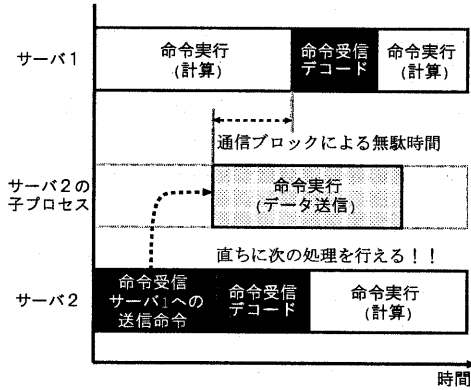 サーバ1
命令実行
(計算)
命令受信
デコード
命令実行
(計算)
通信ブロックによる無駄時間
サーバ2の
子プロセス
命令実行
(データ送信)
直ちに次の処理を行える!!
サーバ2
命令受信
サーバ1への
送信命令
命令受信
デコード
命令実行
(計算)
時間